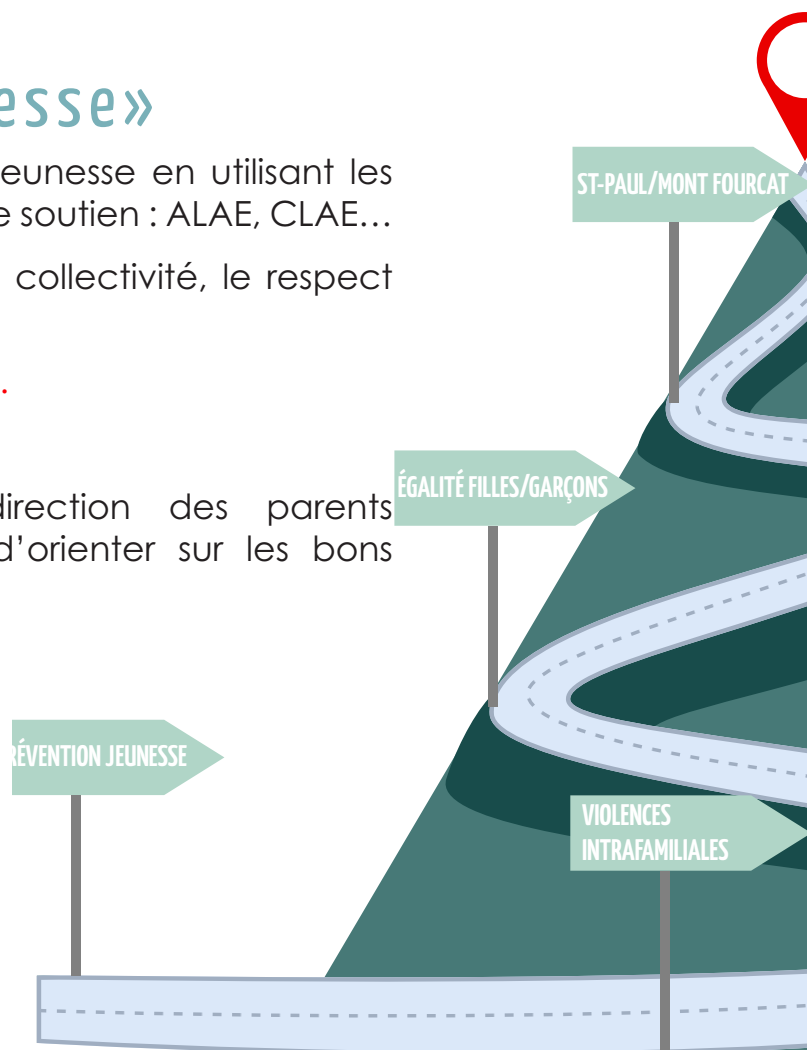 esse»
eunesse en utilisant les
e soutien : ALAE, CLAE…
collectivité, le respect
.
direction des parents
d’orienter sur les bons
ST-PAUL/MONT FOURCAT
ÉGALITÉ FILLES/GARÇONS
RÉVENTION JEUNESSE
VIOLENCES
INTRAFAMILIALES